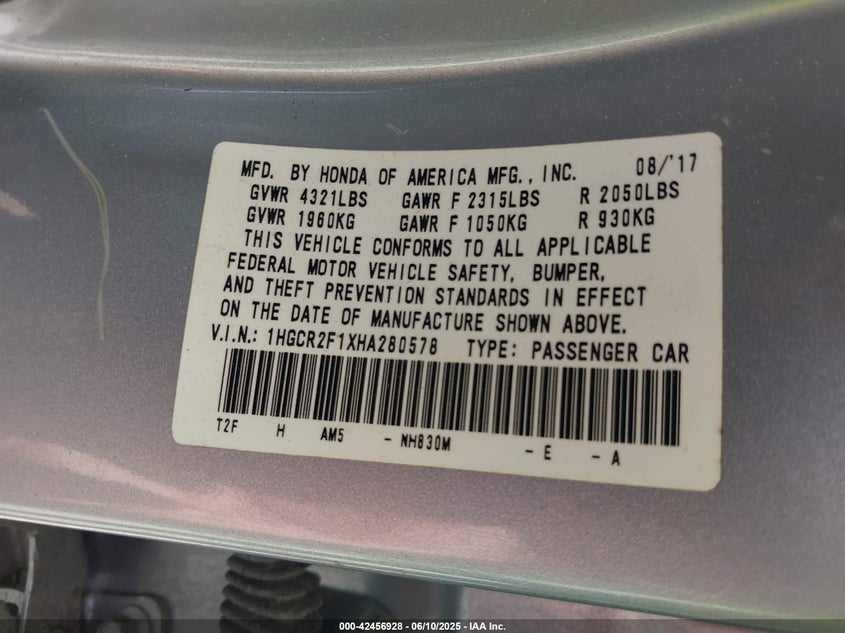 MFD. BY HONDA OF AMERICA MFG., INC. 08/'17
GVWR 4321LBS GAWR F 2315LBS R 2050LBS
GVWR 1960KG GAWR F 1050KG R 930KG
THIS VEHICLE CONFORMS TO ALL APPLICABLE
FEDERAL MOTOR VEHICLE SAFETY, BUMPER,
AND THEFT PREVENTION STANDARDS IN EFFECT
ON THE DATE OF MANUFACTURE SHOWN ABOVE.
V.I.N.: 1HGCR2F1XHA280578 TYPE: PASSENGER CAR
T2F H AM5 - NH830M - E - A
000-42456928 - 06/10/2025 - IAA Inc.